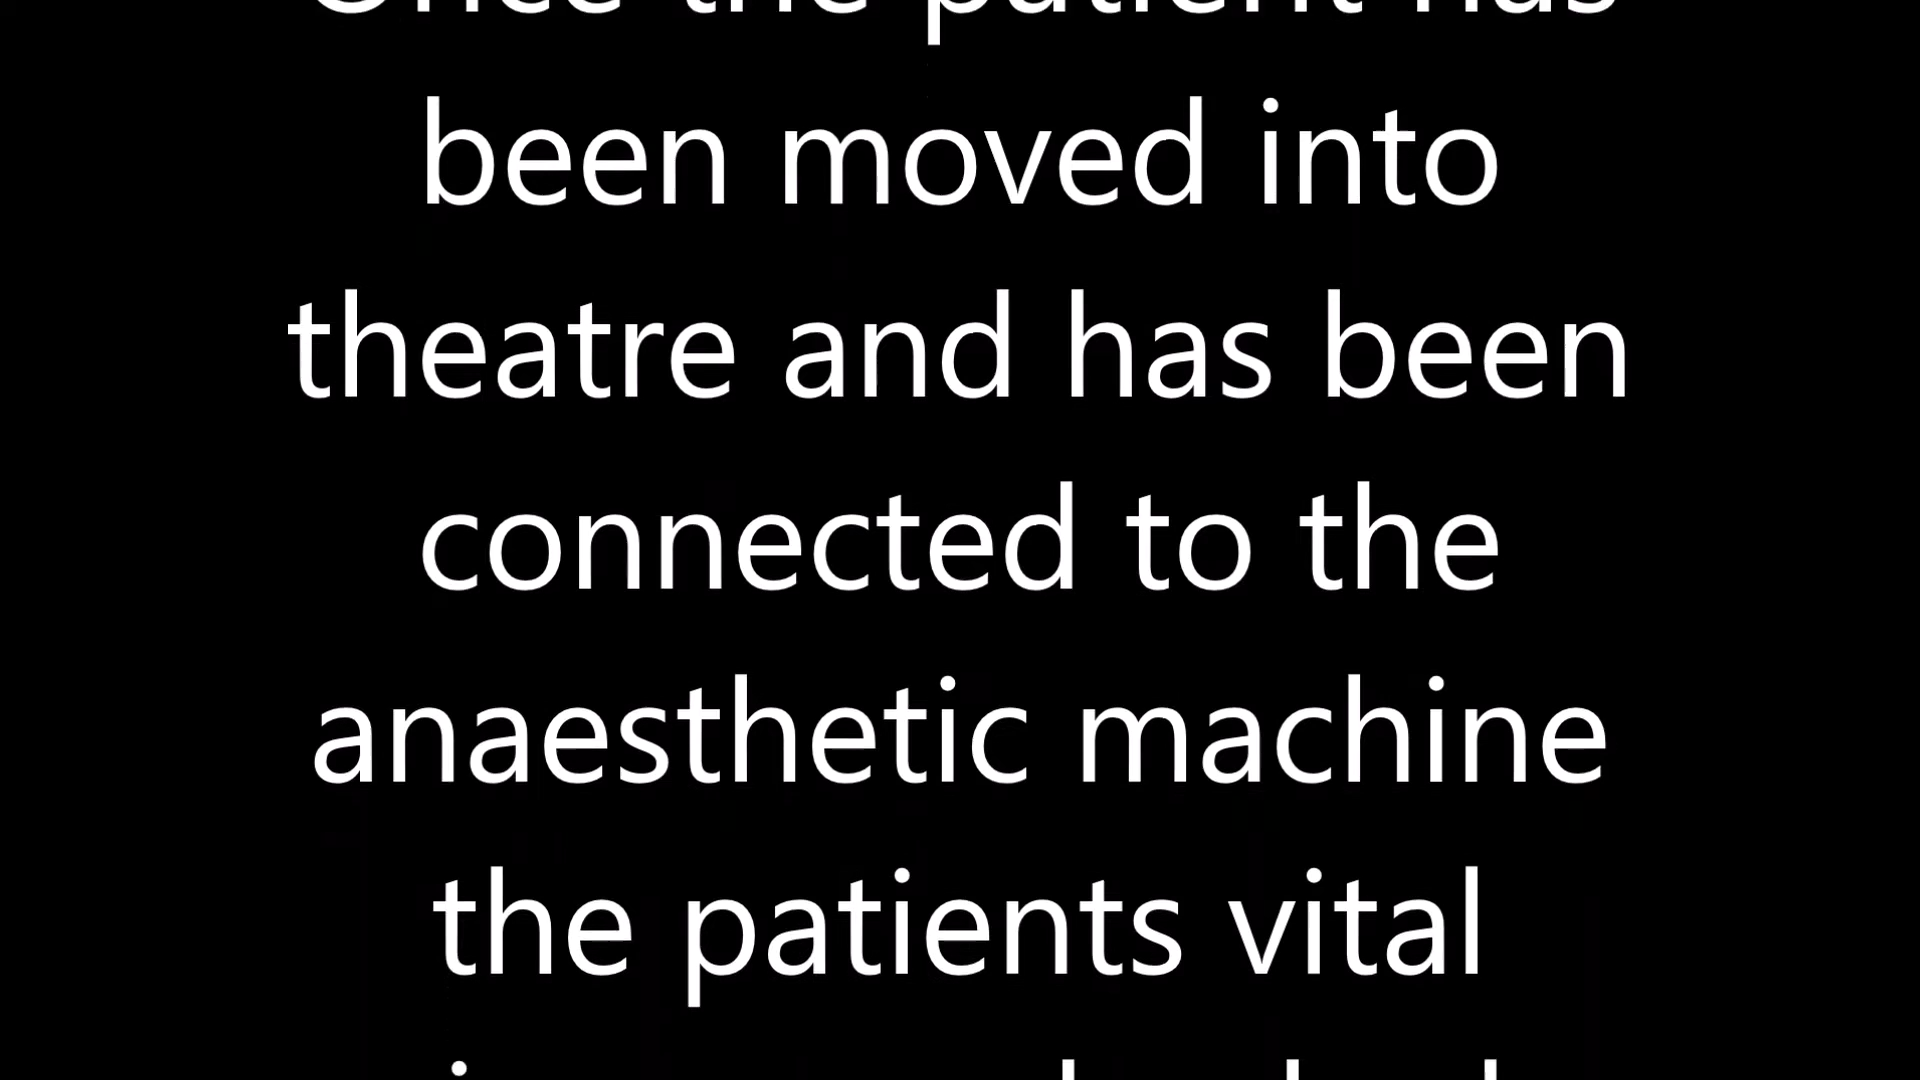 Once the patient has
been moved into
theatre and has been
connected to the
anaesthetic machine
the patients vital